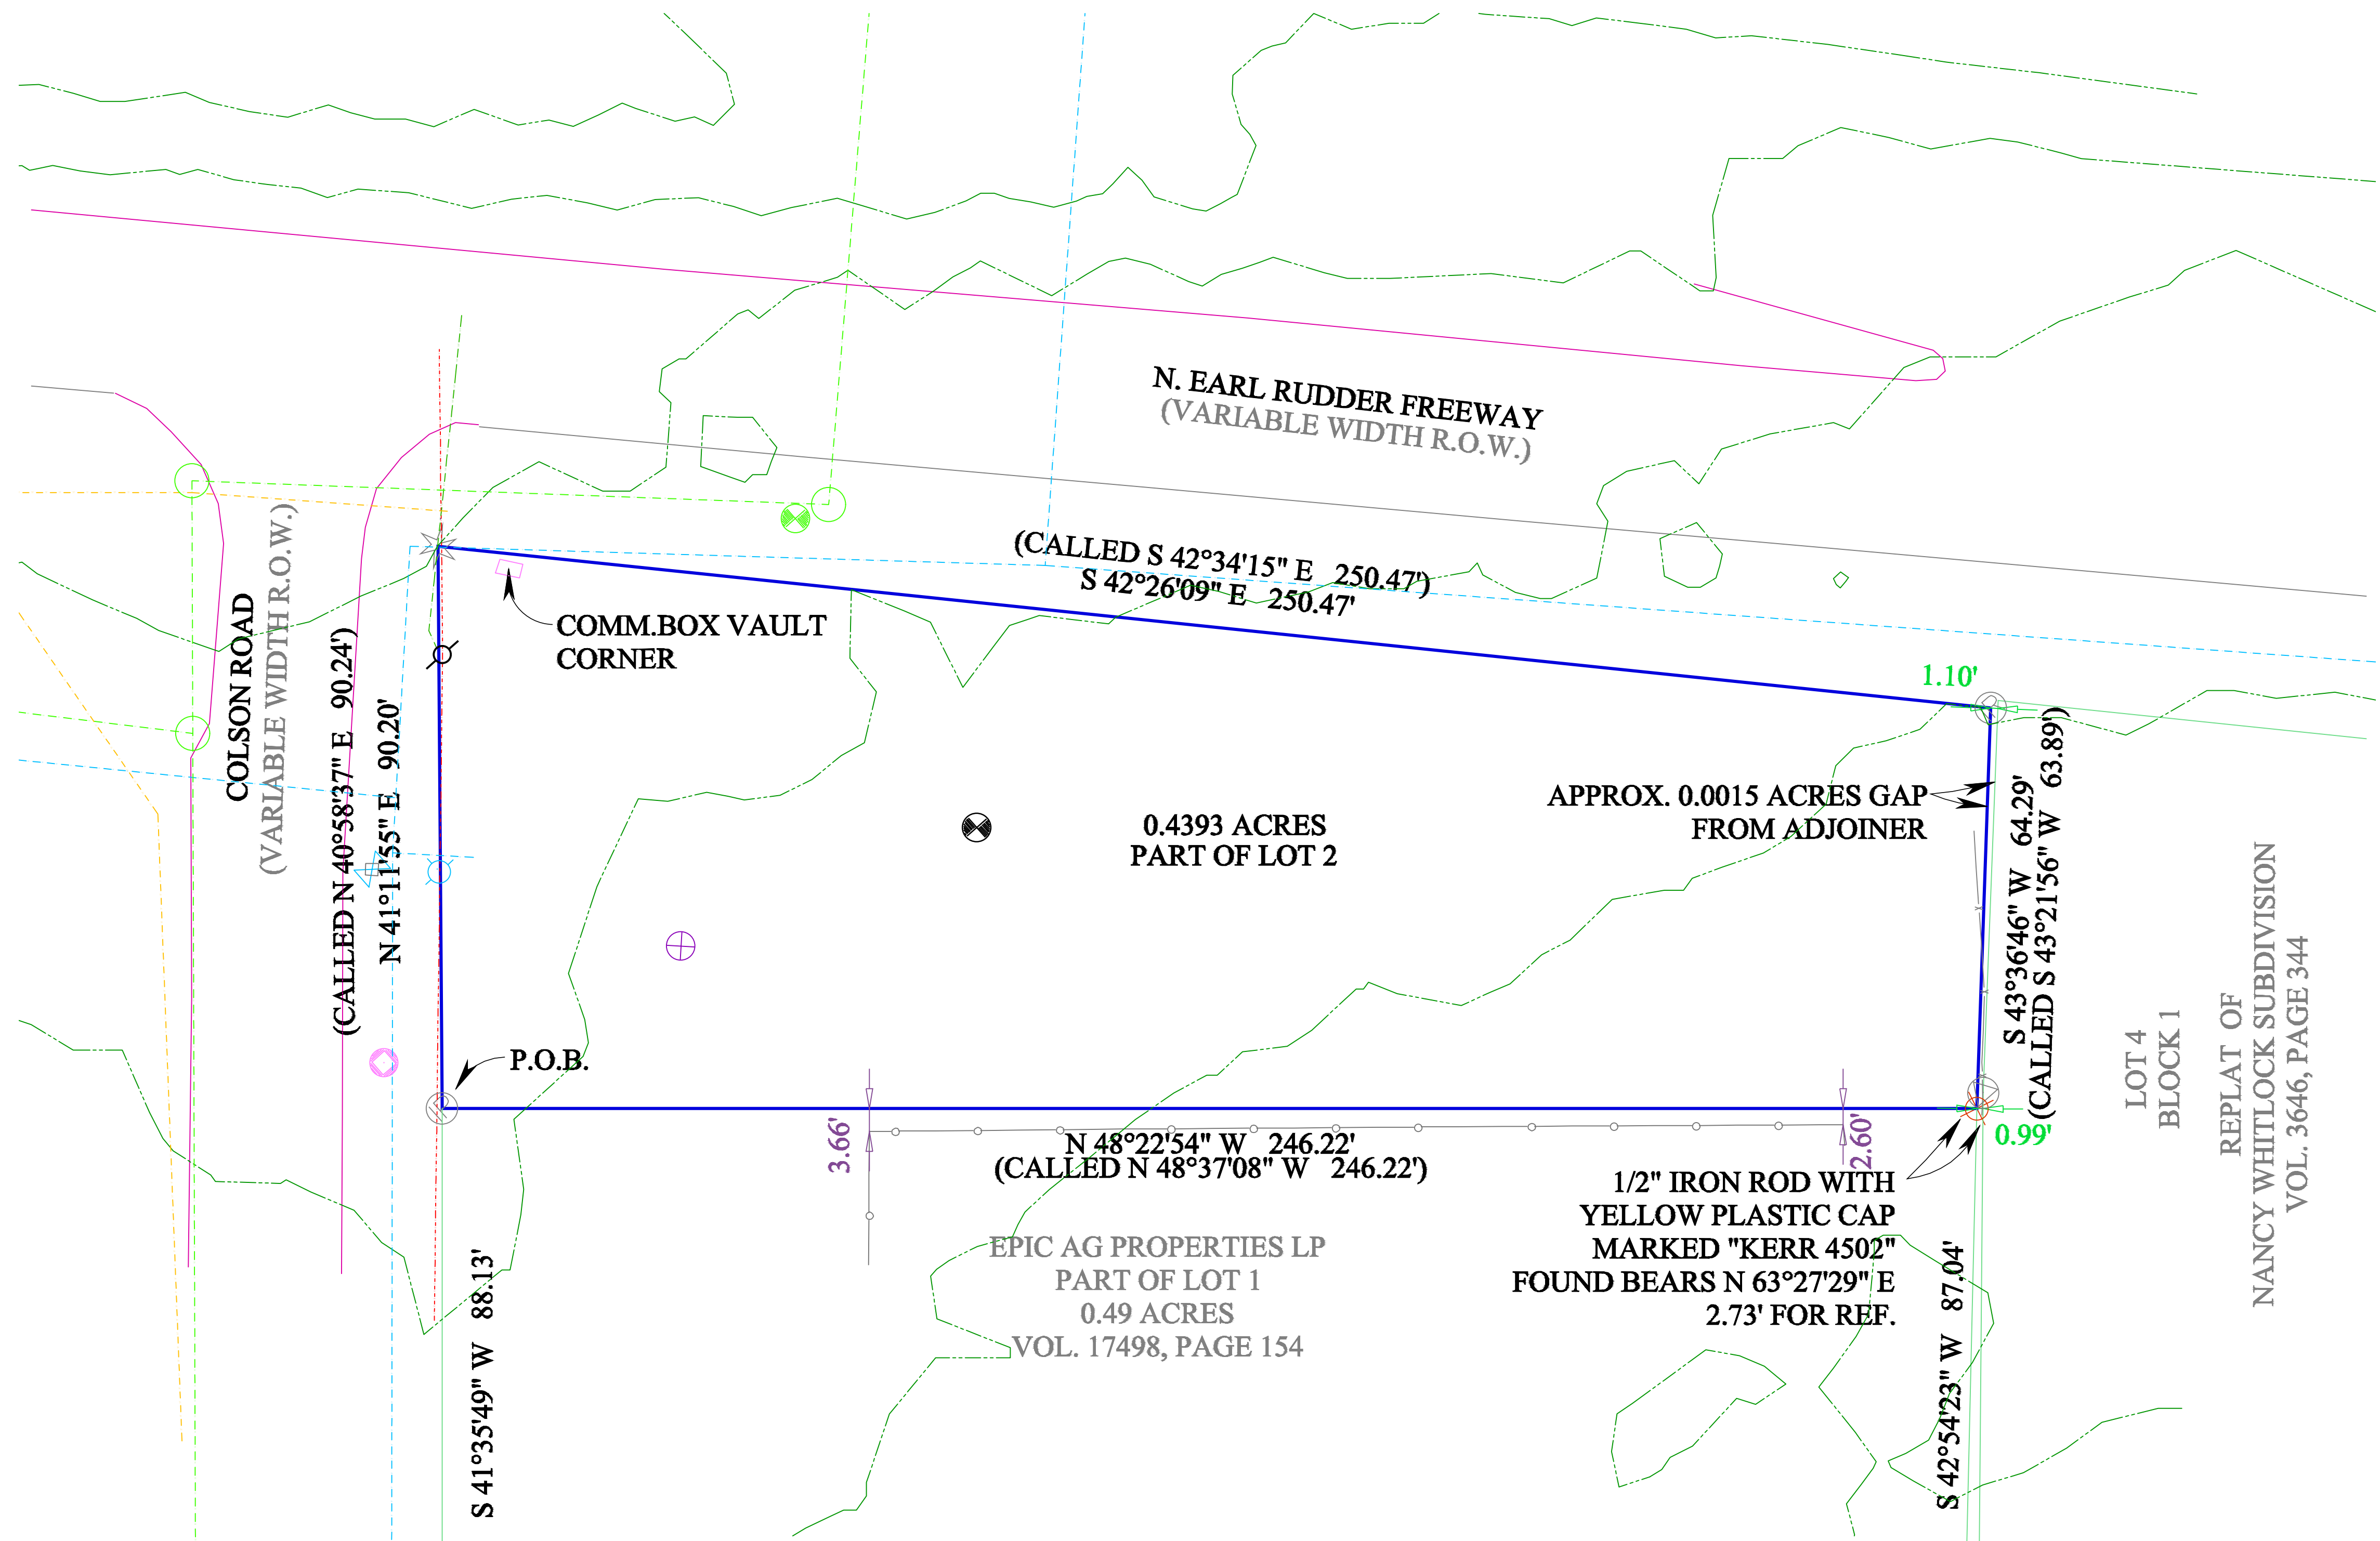 N. EARL RUDDER FREEWAY
(VARIABLE WIDTH R.O.W.)
(CALLED S 42°34'15" E 250.47')
S 42°26'09" E 250.47'
COMM.BOX VAULT
CORNER
COLSON ROAD
(VARIABLE WIDTH R.O.W.)
(CALLED N 40°58'37" E 90.24')
N 41°11'55" E 90.20'
1.10'
APPROX. 0.0015 ACRES GAP
FROM ADJOINER
0.4393 ACRES
PART OF LOT 2
S 43°36'46" W 64.29'
(CALLED S 43°21'56" W 63.89')
P.O.B.
3.66'
N 48°22'54" W 246.22'
(CALLED N 48°37'08" W 246.22')
2.60'
0.99'
1/2" IRON ROD WITH
YELLOW PLASTIC CAP
MARKED "KERR 4502"
FOUND BEARS N 63°27'29" E
2.73' FOR REF.
EPIC AG PROPERTIES LP
PART OF LOT 1
0.49 ACRES
VOL. 17498, PAGE 154
S 41°35'49" W 88.13'
S 42°54'23" W 87.04'
LOT 4
BLOCK 1
REPLAT OF
NANCY WHITLOCK SUBDIVISION
VOL. 3646, PAGE 344